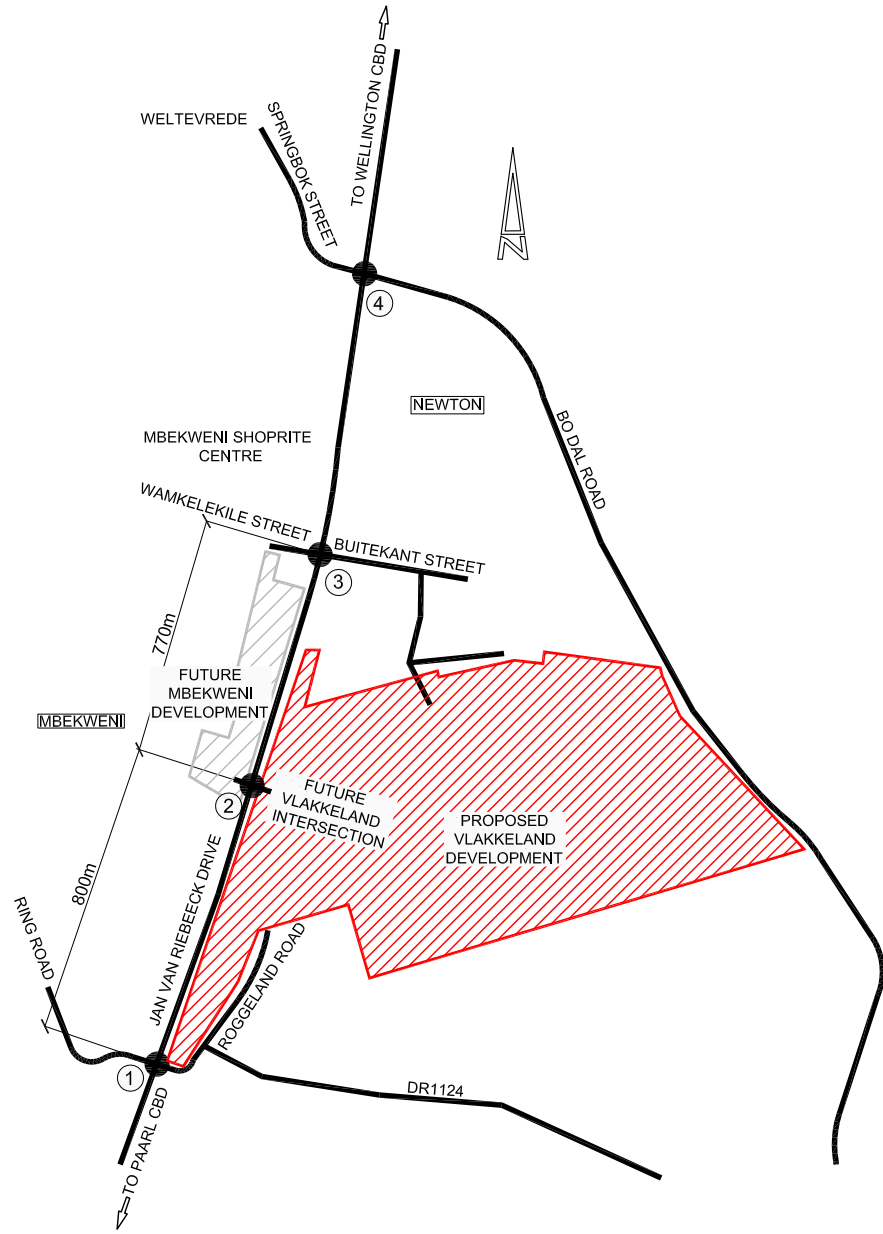 TO WELLINGTON CBD
WELTEVREDE
SPRINGBOK STREET
N
4
NEWTON
BO DAL ROAD
MBEKWENI SHOPRITE
CENTRE
WAMKELEKILE STREET
BUITEKANT STREET
3
770m
FUTURE
MBEKWENI
DEVELOPMENT
MBEKWENI
2
FUTURE
VLAKKELAND
INTERSECTION
PROPOSED
VLAKKELAND
DEVELOPMENT
800m
JAN VAN RIEBEECK DRIVE
RING ROAD
ROGGELAND ROAD
1
DR1124
TO PAARL CBD